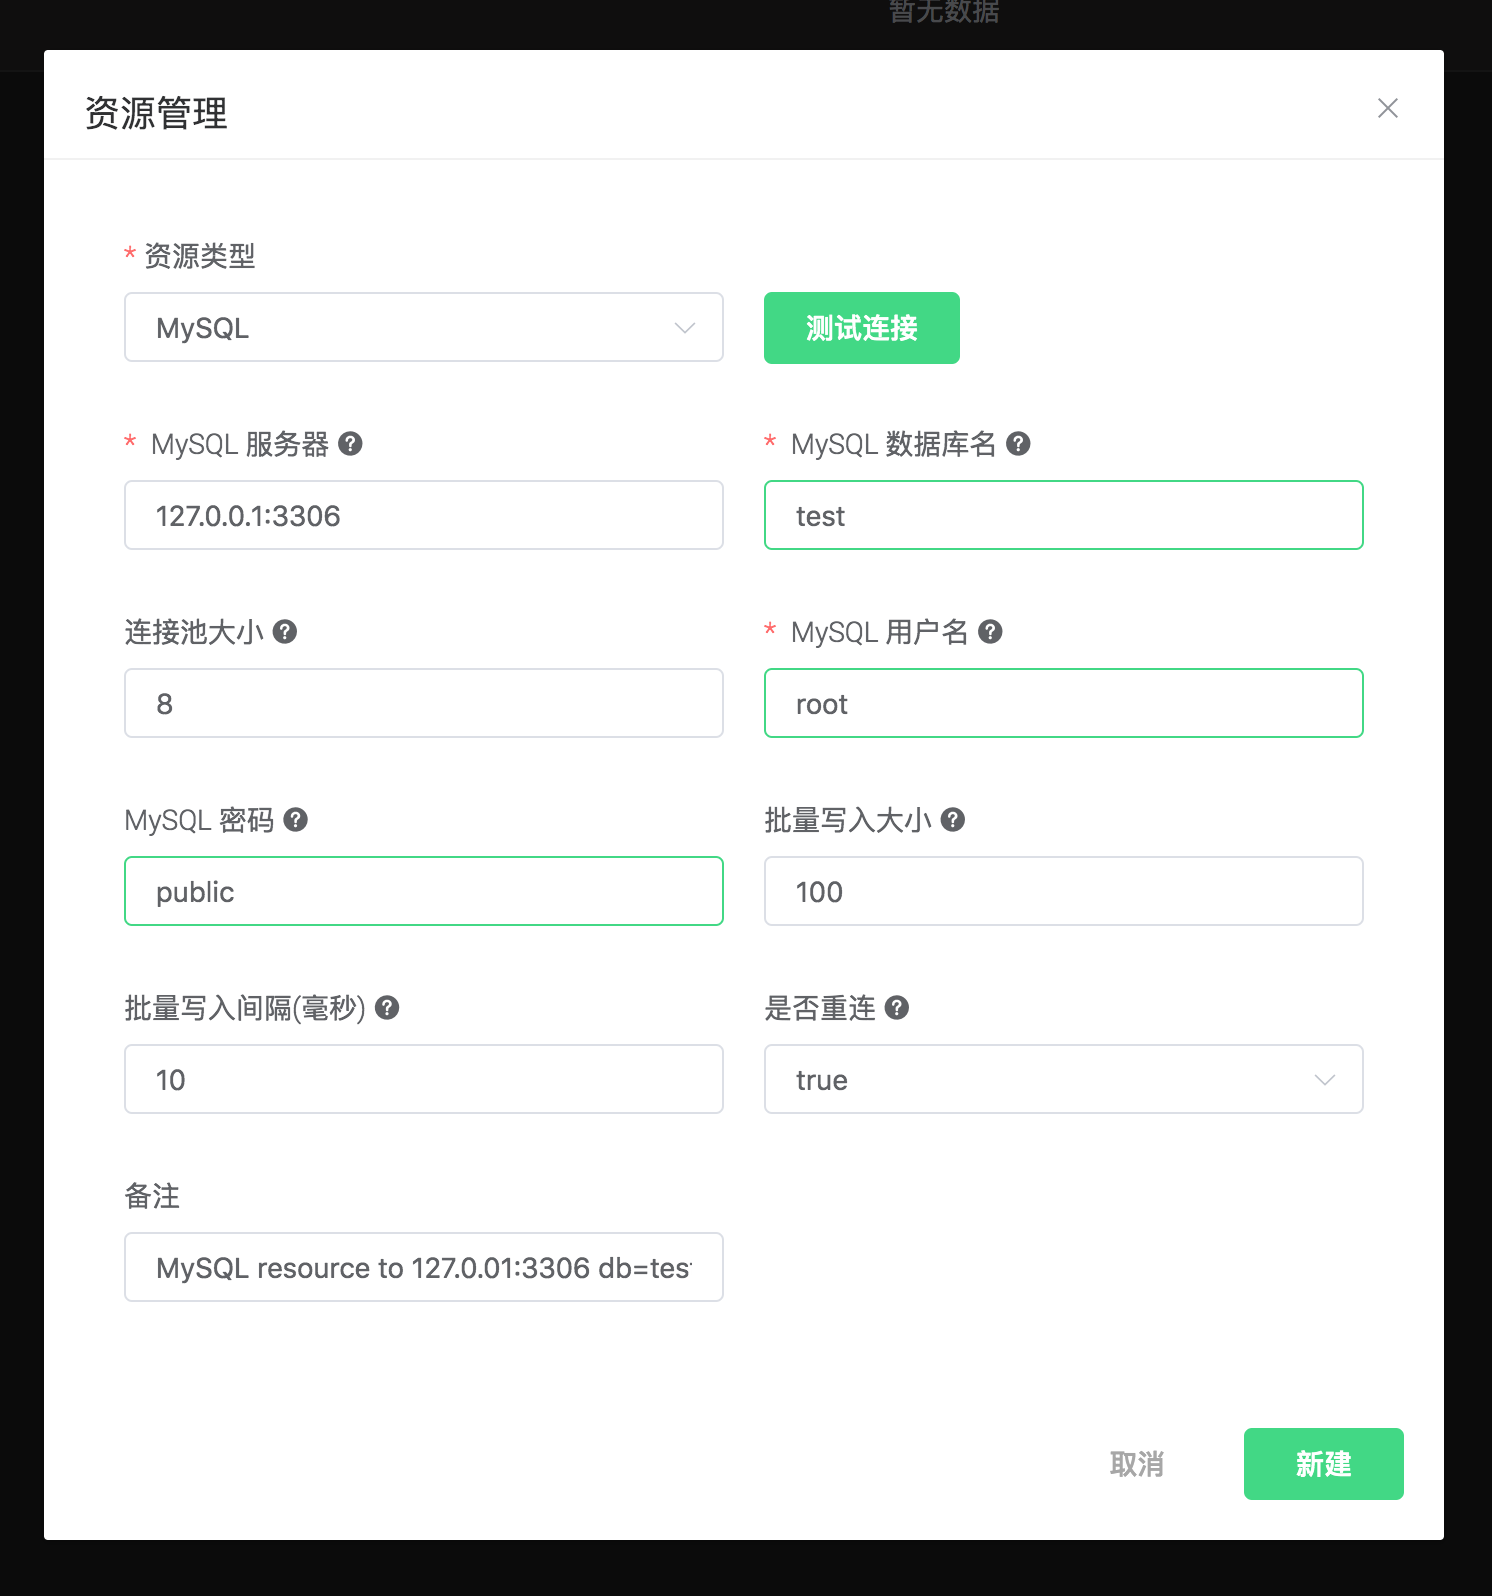 暂无数据
资源管理
* 资源类型
MySQL
测试连接
* MySQL 服务器
* MySQL 数据库名
127.0.0.1:3306
test
连接池大小
* MySQL 用户名
8
root
MySQL 密码
批量写入大小
public
100
批量写入间隔(毫秒)
是否重连
10
true
备注
MySQL resource to 127.0.01:3306 db=tes
取消
新建